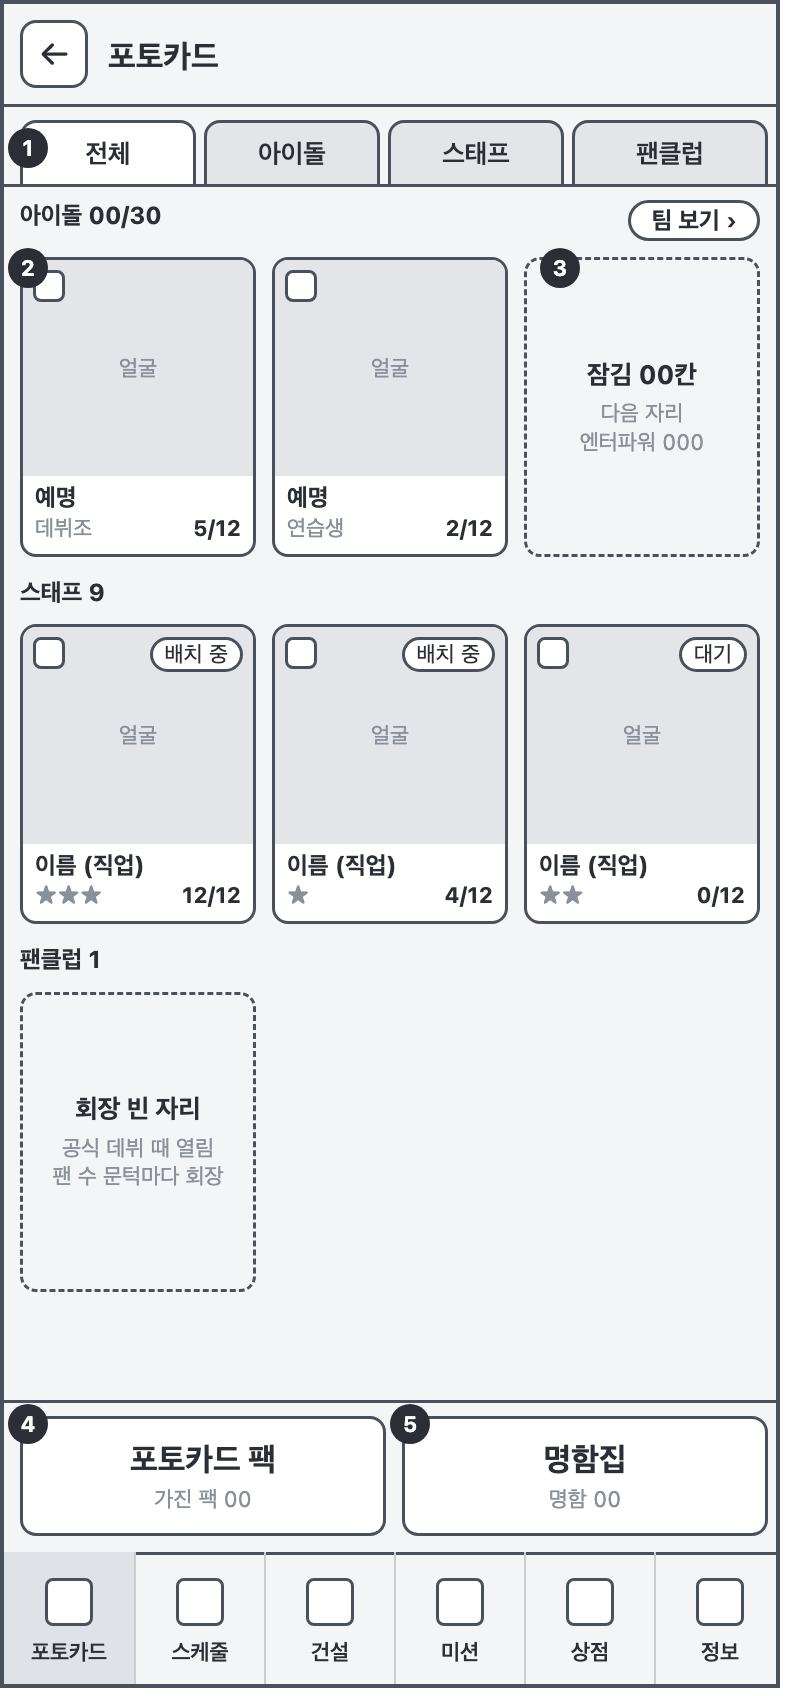 포토카드
1
전체
아이돌
스태프
팬클럽
아이돌 00/30
팀 보기 ›
2
3
얼굴
얼굴
잠김 00칸
다음 자리
엔터파워 000
예명
데뷔조
5/12
예명
연습생
2/12
스태프 9
배치 중
배치 중
대기
얼굴
얼굴
얼굴
이름 (직업)
★★★
12/12
이름 (직업)
★
4/12
이름 (직업)
★★
0/12
팬클럽 1
회장 빈 자리
공식 데뷔 때 열림
팬 수 문턱마다 회장
4
포토카드 팩
가진 팩 00
5
명함집
명함 00
포토카드
스케줄
건설
미션
상점
정보